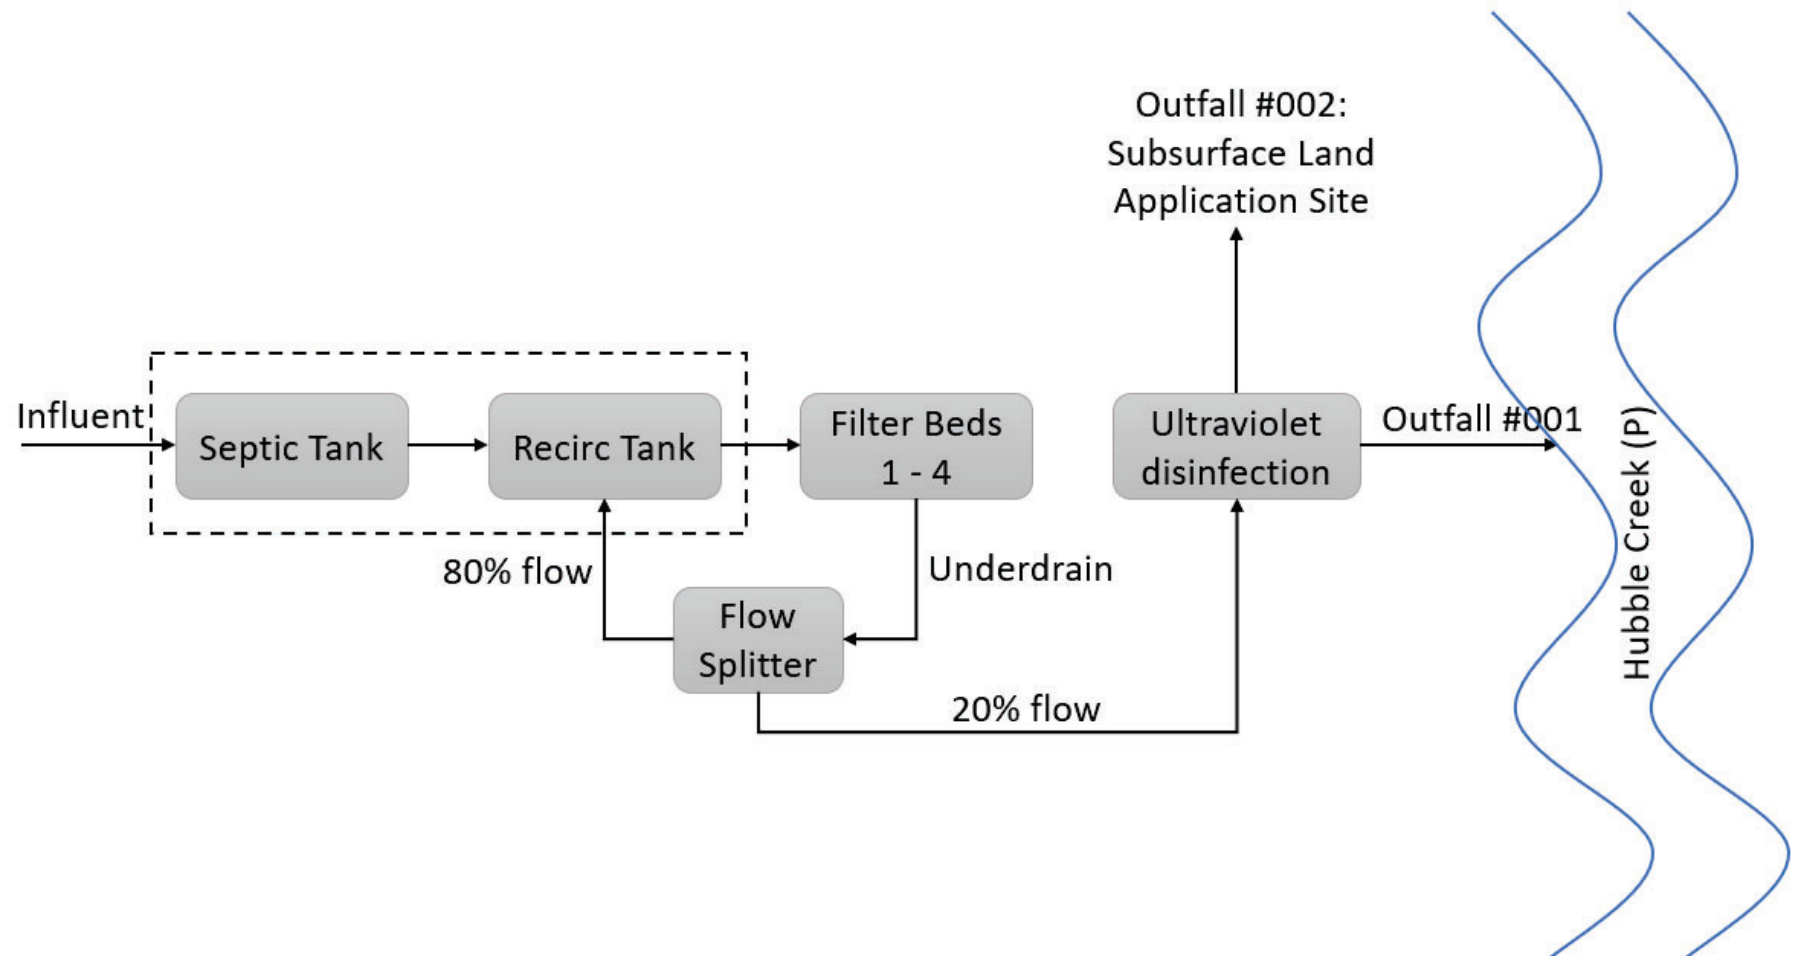 Outfall #002:
Subsurface Land
Application Site
Influent
Septic Tank
Recirc Tank
Filter Beds
1 - 4
Ultraviolet
disinfection
Outfall #001
Hubble Creek (P)
80% flow
Underdrain
Flow
Splitter
20% flow